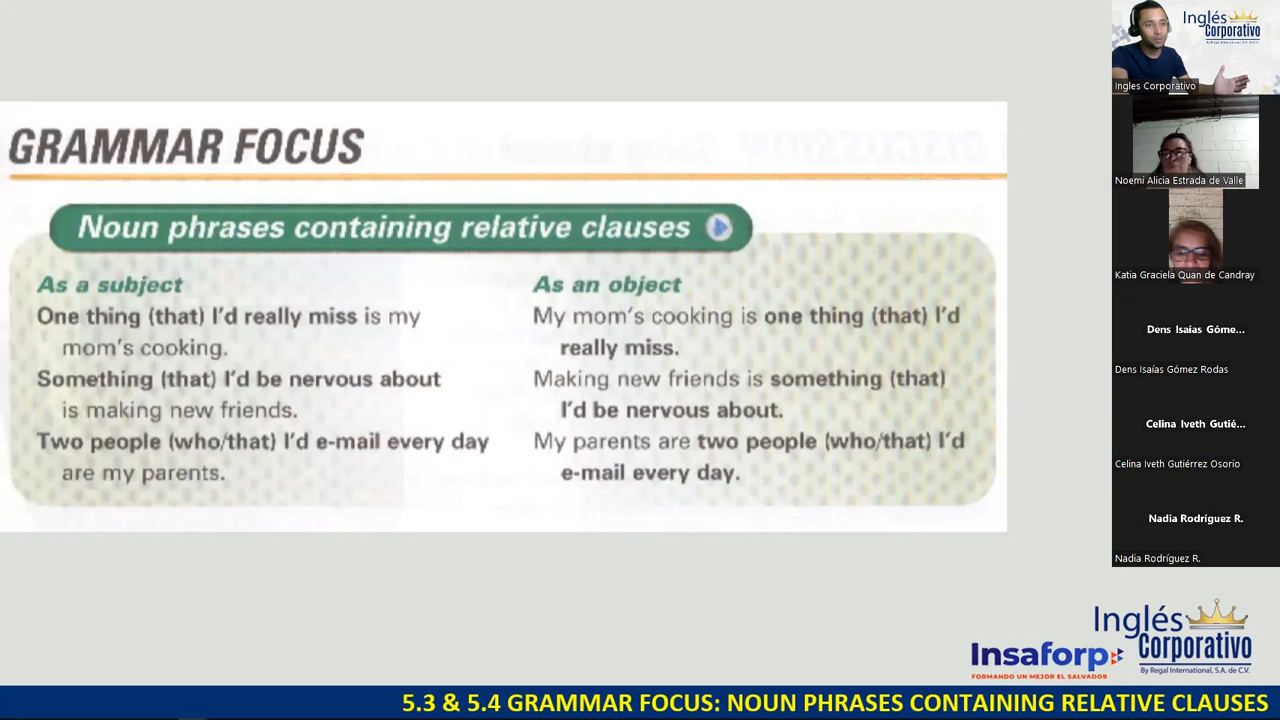 GRAMMAR FOCUS
Noun phrases containing relative clauses
As a subject
One thing (that) I'd really miss is my
mom's cooking.
Something (that) I'd be nervous about
is making new friends.
Two people (who/that) I'd e-mail every day
are my parents.
As an object
My mom's cooking is one thing (that) I'd
really miss.
Making new friends is something (that)
I'd be nervous about.
My parents are two people (who/that) I'd
e-mail every day.
Inglés
Corporativo
Ingles Corporativo
Noemi Alicia Estrada de Valle
Katia Graciela Quan de Candray
Dens Isaías Góme...
Dens Isaías Gómez Rodas
Celina Iveth Gutié...
Celina Iveth Gutiérrez Osorio
Nadia Rodríguez R.
Nadia Rodríguez R.
Inglés
Corporativo
By Regal International, S.A. de C.V.
Insaforp
FORMANDO UN MEJOR EL SALVADOR
5.3 & 5.4 GRAMMAR FOCUS: NOUN PHRASES CONTAINING RELATIVE CLAUSES